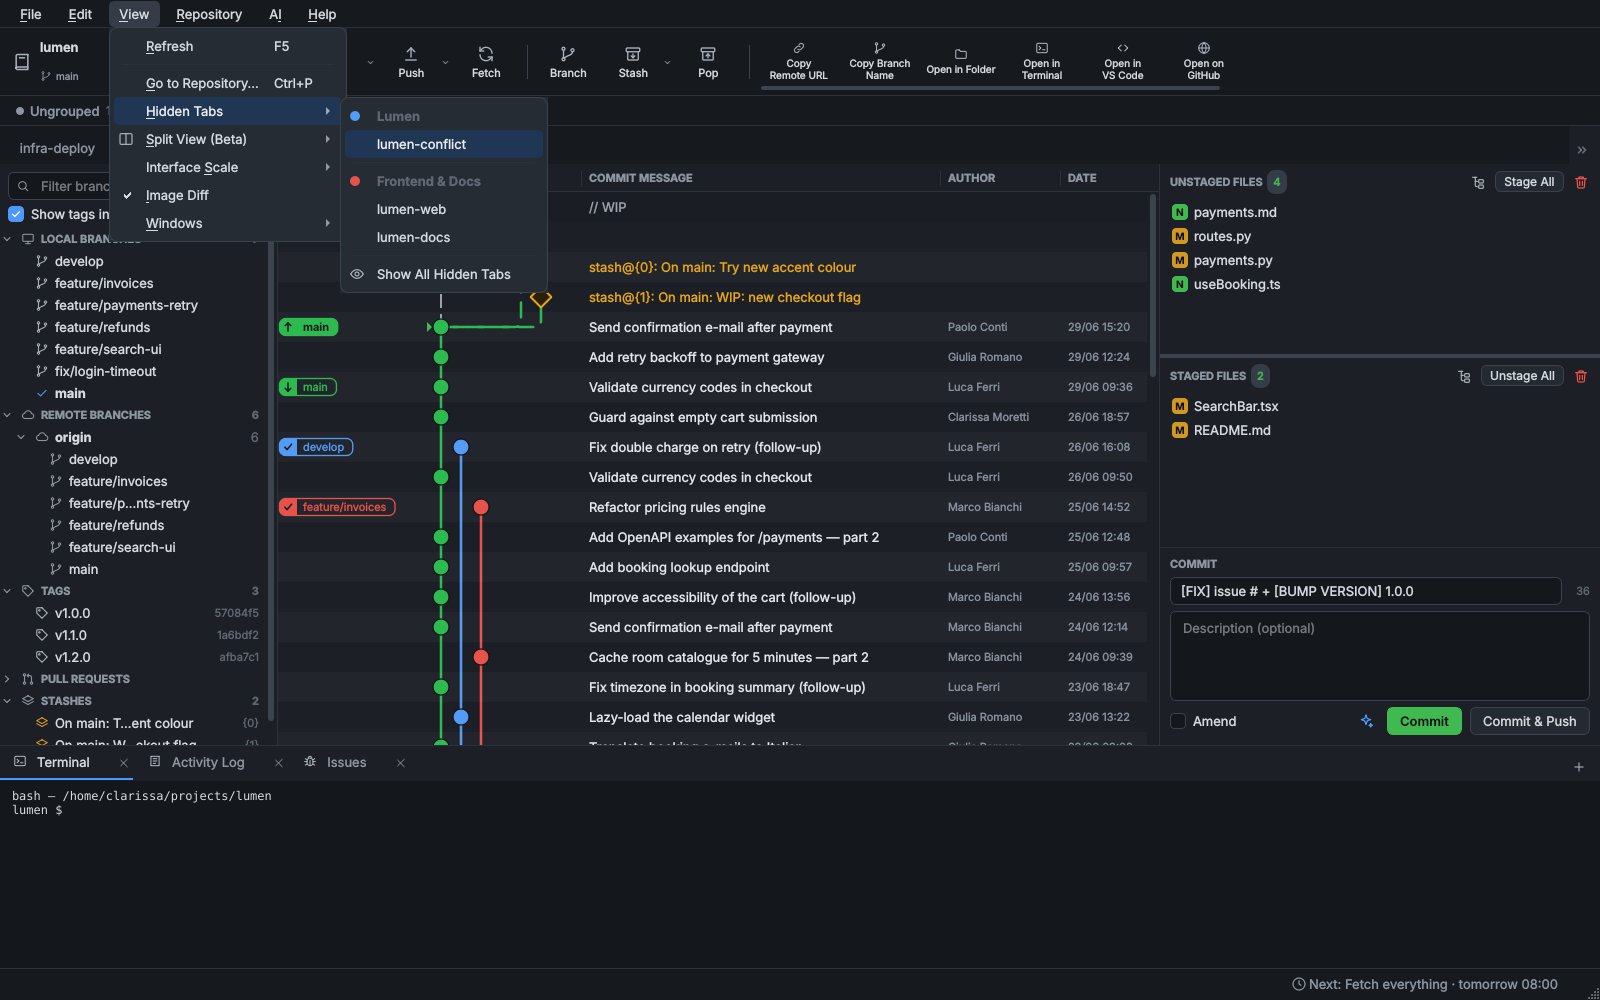 File Edit View Repository AI Help
lumen
main
Push
Fetch
Branch
Stash
Pop
Copy Remote URL
Copy Branch Name
Open in Folder
Open in Terminal
Open in VS Code
Open on GitHub
Refresh F5
Go to Repository... Ctrl+P
Hidden Tabs
Split View (Beta)
Interface Scale
Image Diff
Windows
Lumen
lumen-conflict
Frontend & Docs
lumen-web
lumen-docs
Show All Hidden Tabs
Ungrouped
infra-deploy
Filter branc
Show tags in
LOCAL BRANCHES
develop
feature/invoices
feature/payments-retry
feature/refunds
feature/search-ui
fix/login-timeout
main
REMOTE BRANCHES 6
origin 6
develop
feature/invoices
feature/p...nts-retry
feature/refunds
feature/search-ui
main
TAGS 3
v1.0.0 57084f5
v1.1.0 1a6bdf2
v1.2.0 afba7c1
PULL REQUESTS
STASHES 2
On main: T...ent colour {0}
On main: W...ckout flag {1}
COMMIT MESSAGE AUTHOR DATE
// WIP
stash@{0}: On main: Try new accent colour
stash@{1}: On main: WIP: new checkout flag
main Send confirmation e-mail after payment Paolo Conti 29/06 15:20
Add retry backoff to payment gateway Giulia Romano 29/06 12:24
main Validate currency codes in checkout Luca Ferri 29/06 09:36
Guard against empty cart submission Clarissa Moretti 26/06 18:57
develop Fix double charge on retry (follow-up) Luca Ferri 26/06 16:08
Validate currency codes in checkout Luca Ferri 26/06 09:50
feature/invoices Refactor pricing rules engine Marco Bianchi 25/06 14:52
Add OpenAPI examples for /payments — part 2 Paolo Conti 25/06 12:48
Add booking lookup endpoint Luca Ferri 25/06 09:57
Improve accessibility of the cart (follow-up) Marco Bianchi 24/06 13:56
Send confirmation e-mail after payment Marco Bianchi 24/06 12:14
Cache room catalogue for 5 minutes — part 2 Marco Bianchi 24/06 09:39
Fix timezone in booking summary (follow-up) Luca Ferri 23/06 18:47
Lazy-load the calendar widget Giulia Romano 23/06 13:22
Translate booking e-mails to Italian Giulia Romano
UNSTAGED FILES 4 Stage All
N payments.md
M routes.py
M payments.py
N useBooking.ts
STAGED FILES 2 Unstage All
M SearchBar.tsx
M README.md
COMMIT
[FIX] issue # + [BUMP VERSION] 1.0.0 36
Description (optional)
Amend Commit Commit & Push
Terminal Activity Log Issues
bash — /home/clarissa/projects/lumen
lumen $
Next: Fetch everything · tomorrow 08:00